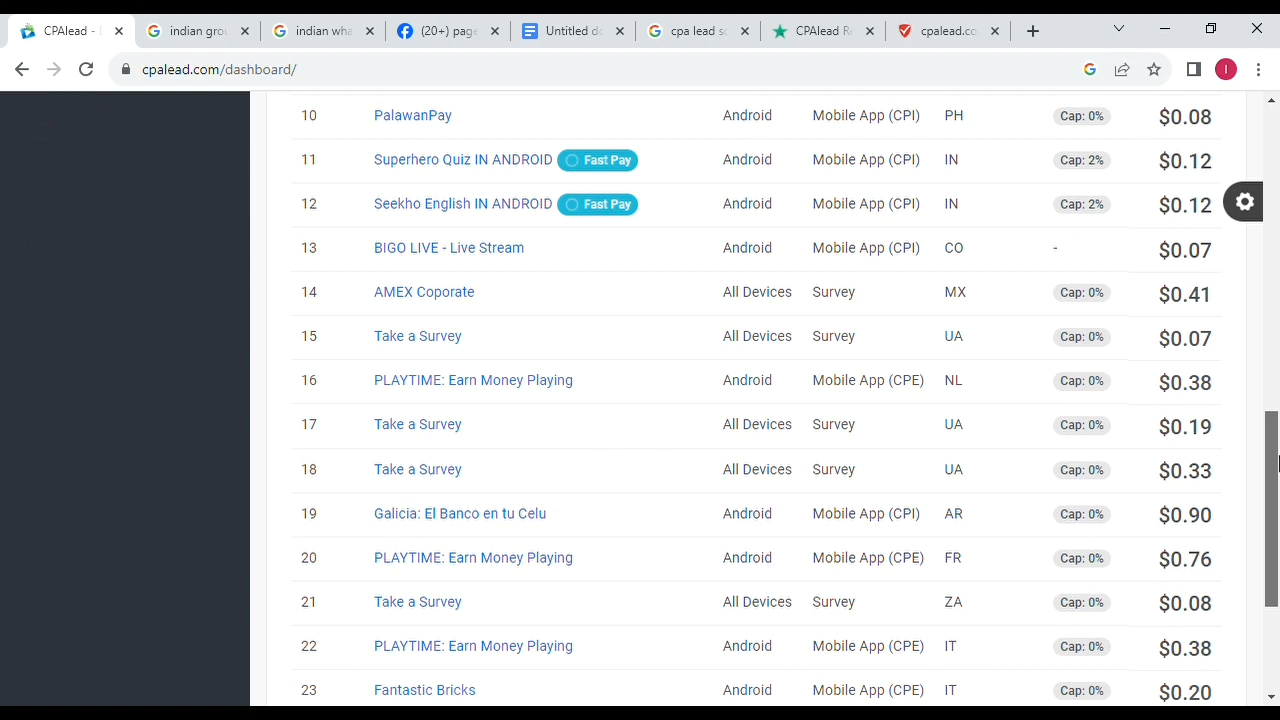 CPAlead -
indian gro
indian wha
(20+) page
Untitled d
cpa lead s
CPAlead R
cpalead.co
cpalead.com/dashboard/
I
10 PalawanPay Android Mobile App (CPI) PH Cap: 0% $0.08
11 Superhero Quiz IN ANDROID Fast Pay Android Mobile App (CPI) IN Cap: 2% $0.12
12 Seekho English IN ANDROID Fast Pay Android Mobile App (CPI) IN Cap: 2% $0.12
13 BIGO LIVE - Live Stream Android Mobile App (CPI) CO - $0.07
14 AMEX Coporate All Devices Survey MX Cap: 0% $0.41
15 Take a Survey All Devices Survey UA Cap: 0% $0.07
16 PLAYTIME: Earn Money Playing Android Mobile App (CPE) NL Cap: 0% $0.38
17 Take a Survey All Devices Survey UA Cap: 0% $0.19
18 Take a Survey All Devices Survey UA Cap: 0% $0.33
19 Galicia: El Banco en tu Celu Android Mobile App (CPI) AR Cap: 0% $0.90
20 PLAYTIME: Earn Money Playing Android Mobile App (CPE) FR Cap: 0% $0.76
21 Take a Survey All Devices Survey ZA Cap: 0% $0.08
22 PLAYTIME: Earn Money Playing Android Mobile App (CPE) IT Cap: 0% $0.38
23 Fantastic Bricks Android Mobile App (CPE) IT Cap: 0% $0.20